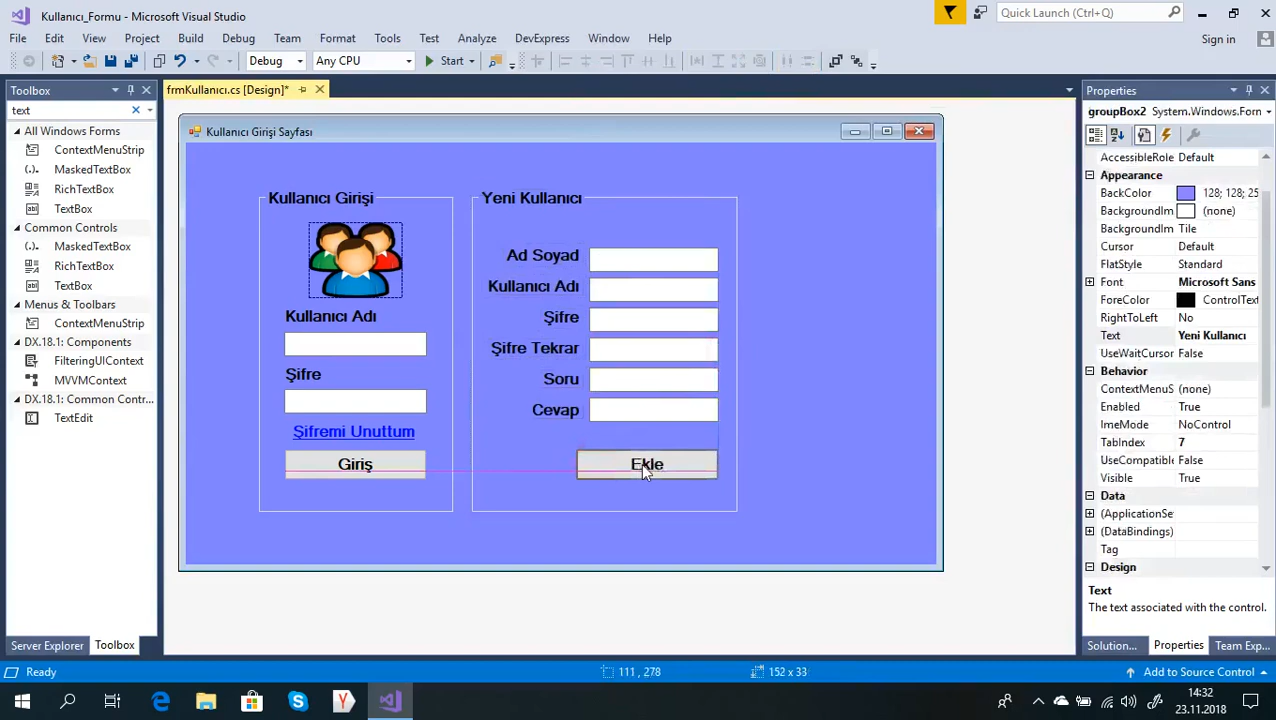 Kullanıcı_Formu - Microsoft Visual Studio
Quick Launch (Ctrl+Q)
File Edit View Project Build Debug Team Format Tools Test Analyze DevExpress Window Help
Sign in
Debug Any CPU Start
Toolbox
text
All Windows Forms
ContextMenuStrip
MaskedTextBox
RichTextBox
TextBox
Common Controls
MaskedTextBox
RichTextBox
TextBox
Menus & Toolbars
ContextMenuStrip
DX.18.1: Components
FilteringUIContext
MVVMContext
DX.18.1: Common Contr...
TextEdit
Server Explorer Toolbox
frmKullanıcı.cs [Design]*
Kullanıcı Girişi Sayfası
Kullanıcı Girişi
Kullanıcı Adı
Şifre
Şifremi Unuttum
Giriş
Yeni Kullanıcı
Ad Soyad
Kullanıcı Adı
Şifre
Şifre Tekrar
Soru
Cevap
Ekle
Properties
groupBox2 System.Windows.Form
AccessibleRole Default
Appearance
BackColor 128; 128; 25
BackgroundIm (none)
BackgroundIm Tile
Cursor Default
FlatStyle Standard
Font Microsoft Sans
ForeColor ControlText
RightToLeft No
Text Yeni Kullanıcı
UseWaitCursor False
Behavior
ContextMenuS (none)
Enabled True
ImeMode NoControl
TabIndex 7
UseCompatible False
Visible True
Data
(ApplicationSe
(DataBindings)
Tag
Design
Text
The text associated with the control.
Solution... Properties Team Exp...
Ready 111 , 278 152 x 33 Add to Source Control
14:32
23.11.2018